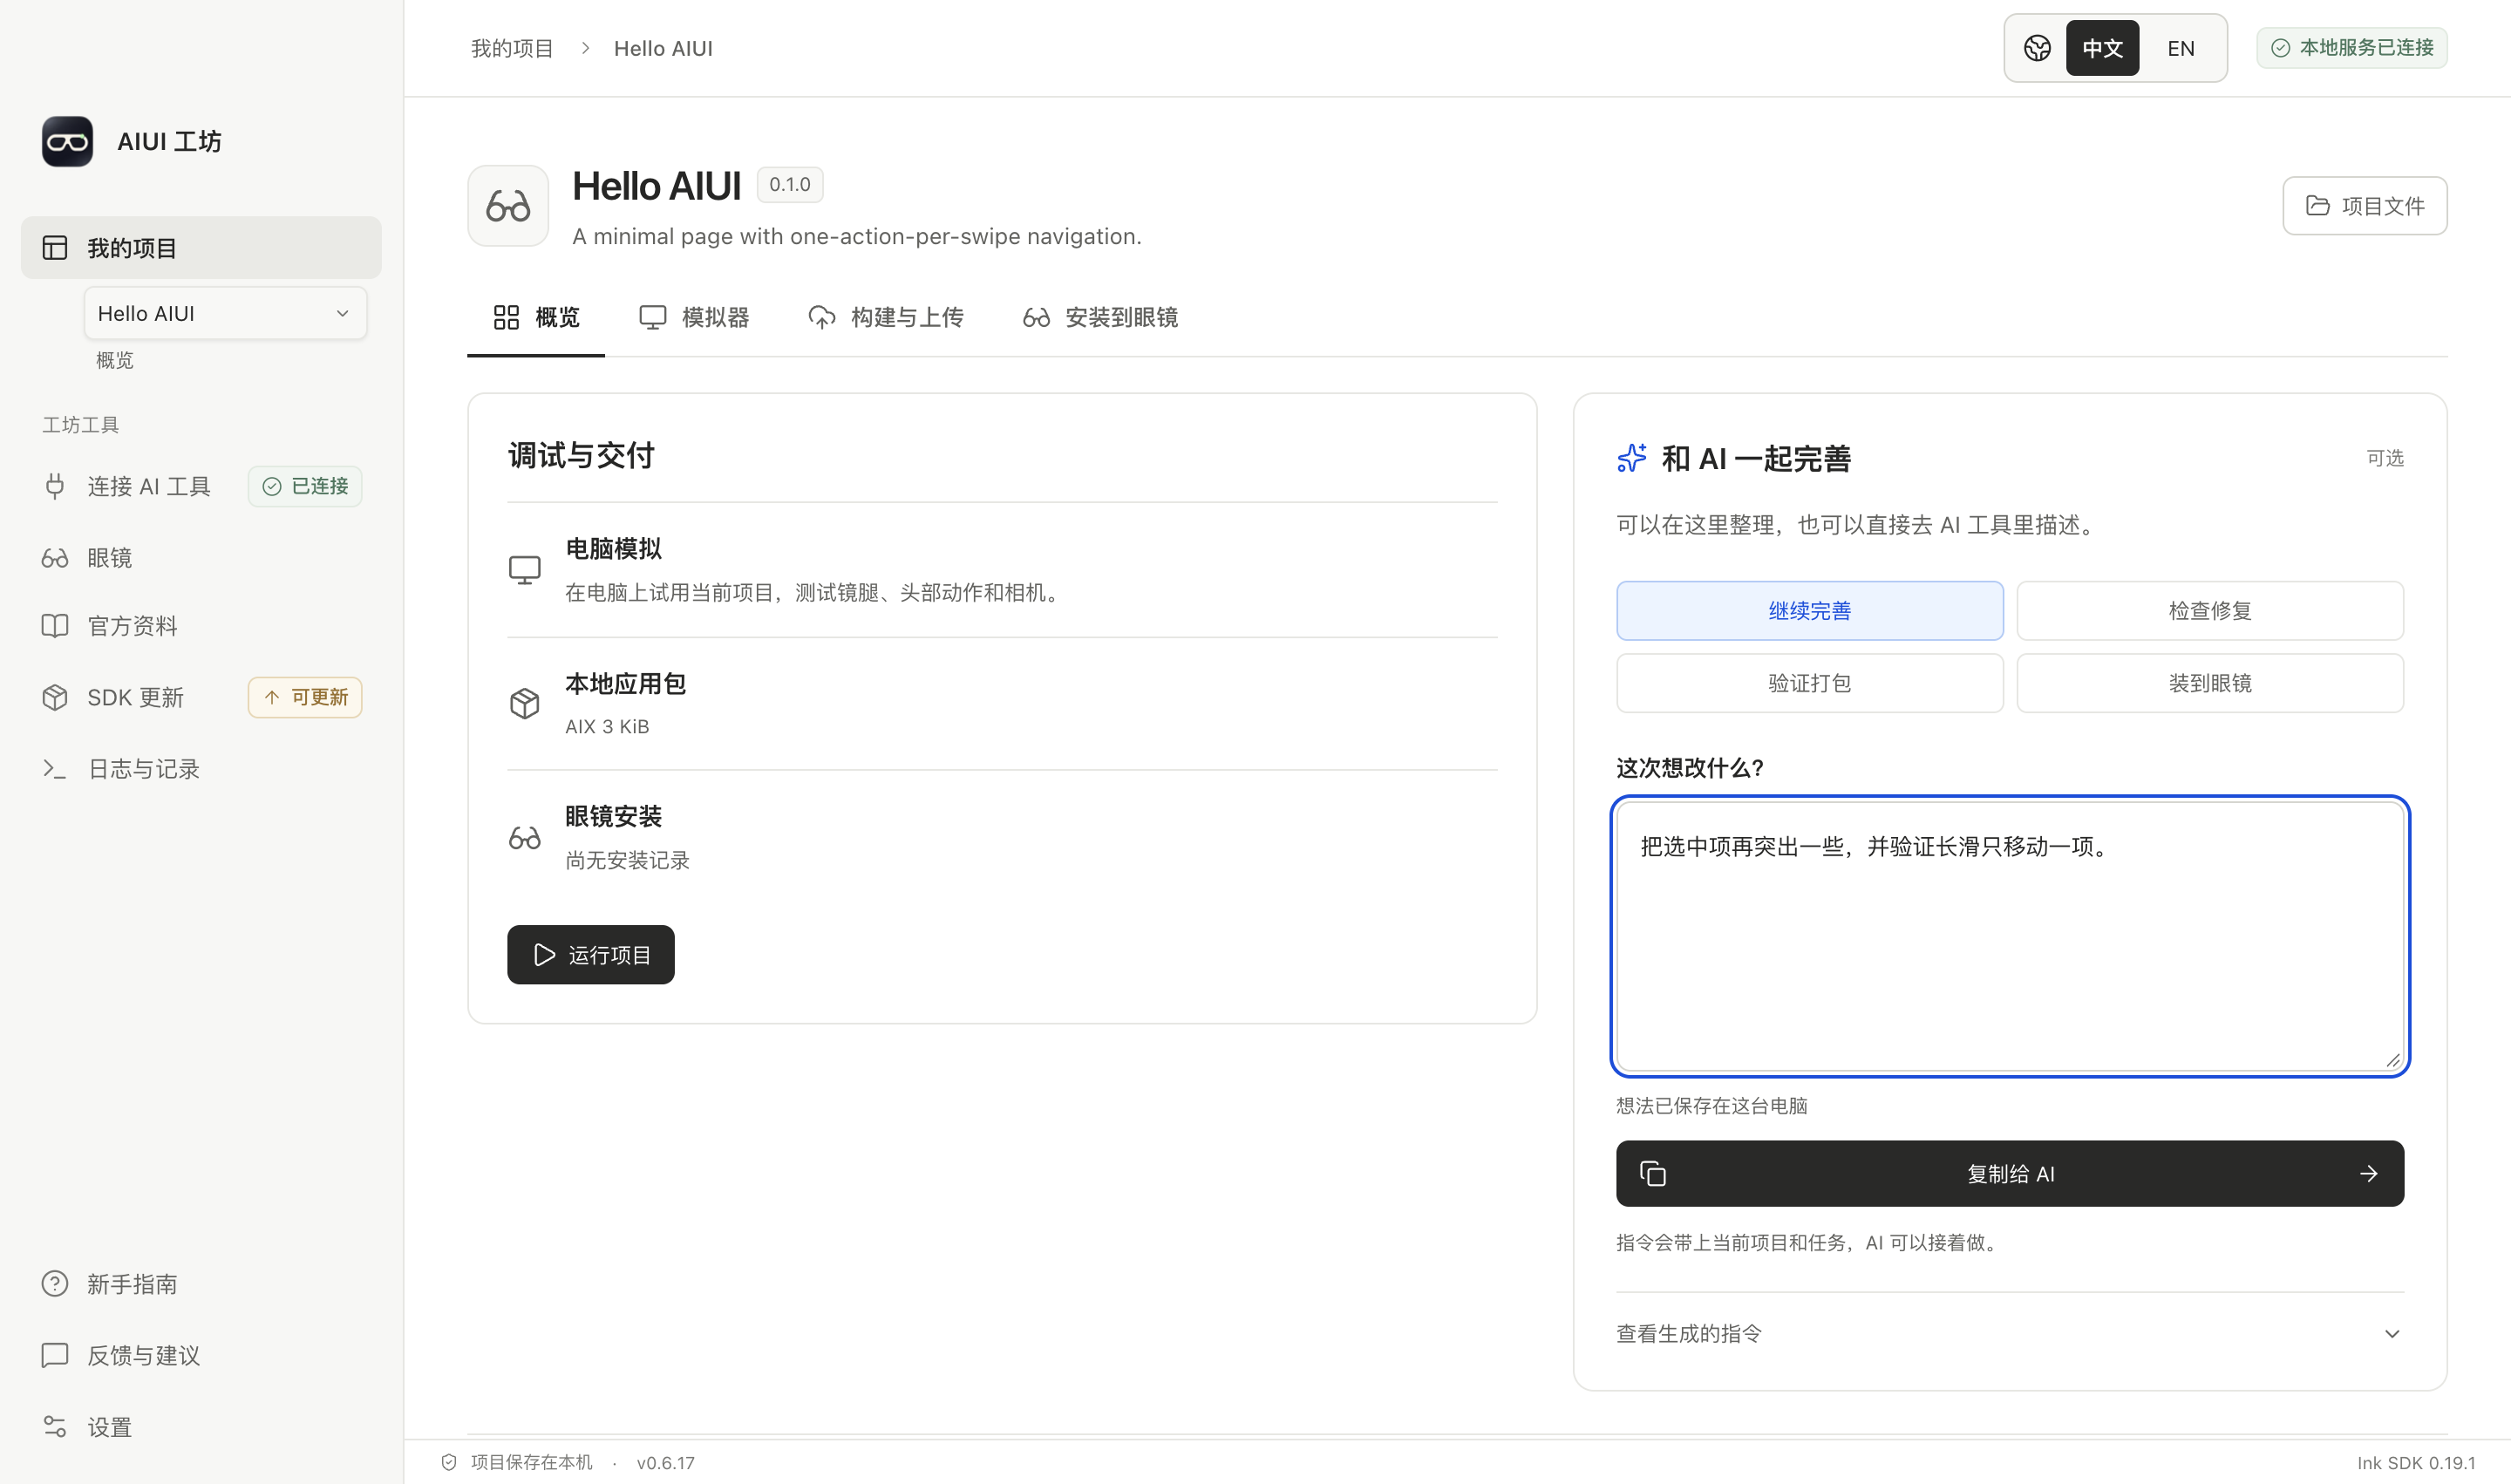 AIUI 工坊
我的项目
Hello AIUI
概览
工坊工具
连接 AI 工具
已连接
眼镜
官方资料
SDK 更新
可更新
日志与记录
新手指南
反馈与建议
设置
我的项目
Hello AIUI
中文
EN
本地服务已连接
Hello AIUI
0.1.0
A minimal page with one-action-per-swipe navigation.
项目文件
概览
模拟器
构建与上传
安装到眼镜
调试与交付
电脑模拟
在电脑上试用当前项目，测试镜腿、头部动作和相机。
本地应用包
AIX 3 KiB
眼镜安装
尚无安装记录
运行项目
和 AI 一起完善
可选
可以在这里整理，也可以直接去 AI 工具里描述。
继续完善
检查修复
验证打包
装到眼镜
这次想改什么？
把选中项再突出一些，并验证长滑只移动一项。
想法已保存在这台电脑
复制给 AI
指令会带上当前项目和任务，AI 可以接着做。
查看生成的指令
项目保存在本机 · v0.6.17
Ink SDK 0.19.1